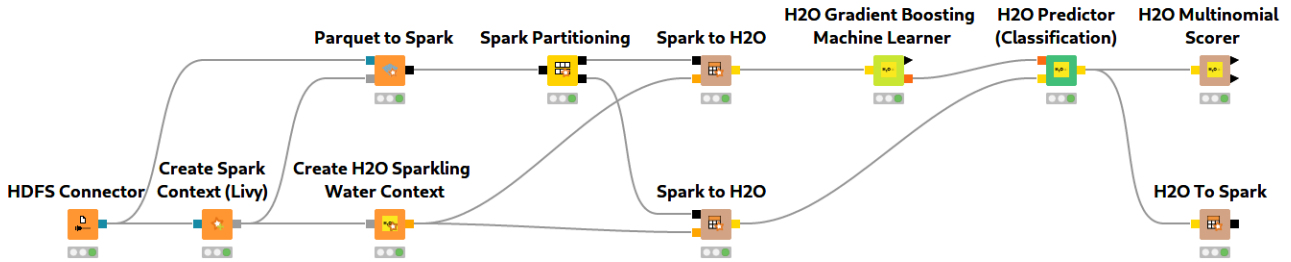 H2O Gradient Boosting
Machine Learner
H2O Predictor
(Classification)
H2O Multinomial
Scorer
Parquet to Spark
Spark Partitioning
Spark to H2O
HDFS Connector
Create Spark
Context (Livy)
Create H2O Sparkling
Water Context
Spark to H2O
H2O To Spark